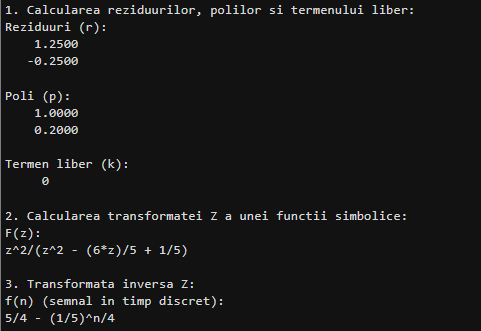 1. Calcularea reziduurilor, polilor si termenului liber:
Reziduuri (r):
1.2500
-0.2500
Poli (p):
1.0000
0.2000
Termen liber (k):
0
2. Calcularea transformatei Z a unei functii simbolice:
F(z):
z^2/(z^2 - (6*z)/5 + 1/5)
3. Transformata inversa Z:
f(n) (semnal in timp discret):
5/4 - (1/5)^n/4